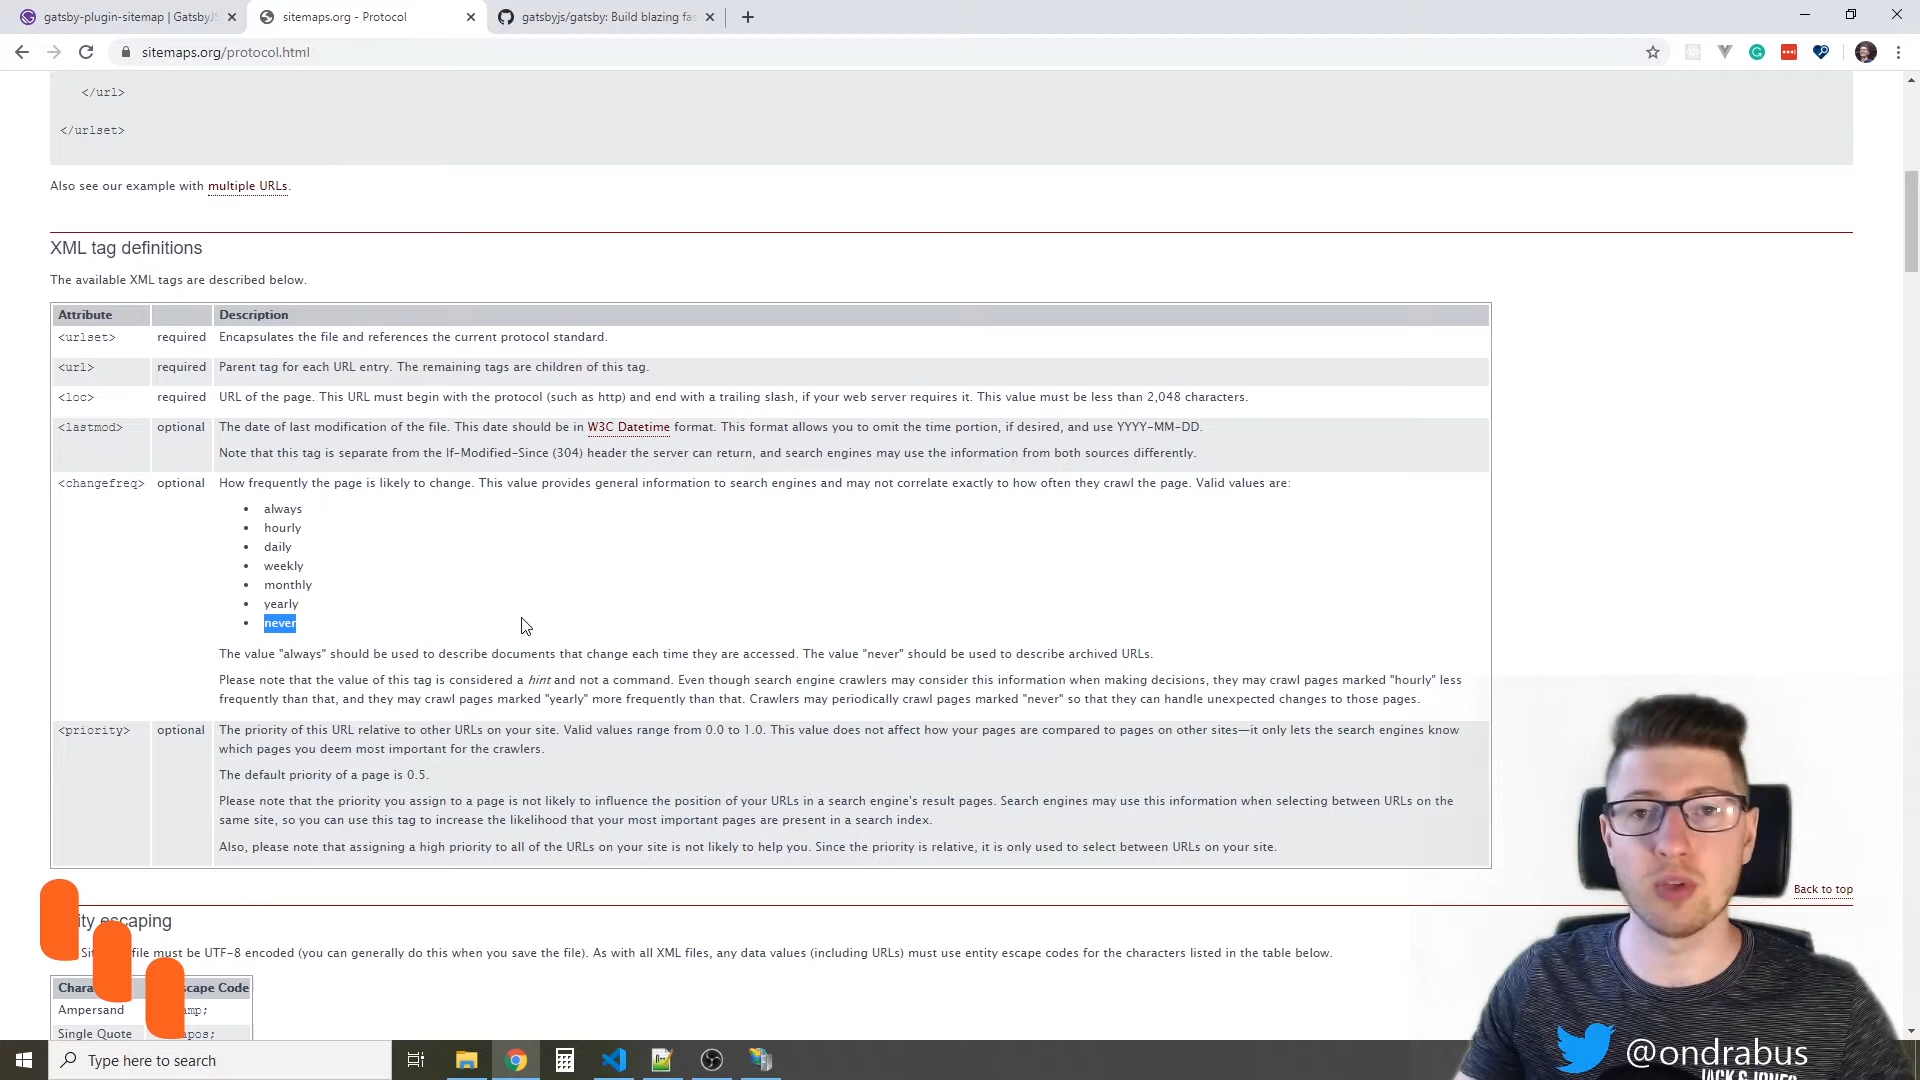 gatsby-plugin-sitemap | GatsbyJS
sitemaps.org - Protocol
gatsbyjs/gatsby: Build blazing fas
sitemaps.org/protocol.html
</url>
</urlset>
Also see our example with multiple URLs.
XML tag definitions
The available XML tags are described below.
Attribute Description
<urlset> required Encapsulates the file and references the current protocol standard.
<url> required Parent tag for each URL entry. The remaining tags are children of this tag.
<loc> required URL of the page. This URL must begin with the protocol (such as http) and end with a trailing slash, if your web server requires it. This value must be less than 2,048 characters.
<lastmod> optional The date of last modification of the file. This date should be in W3C Datetime format. This format allows you to omit the time portion, if desired, and use YYYY-MM-DD.
Note that this tag is separate from the If-Modified-Since (304) header the server can return, and search engines may use the information from both sources differently.
<changefreq> optional How frequently the page is likely to change. This value provides general information to search engines and may not correlate exactly to how often they crawl the page. Valid values are:
• always
• hourly
• daily
• weekly
• monthly
• yearly
• never
The value "always" should be used to describe documents that change each time they are accessed. The value "never" should be used to describe archived URLs.
Please note that the value of this tag is considered a hint and not a command. Even though search engine crawlers may consider this information when making decisions, they may crawl pages marked "hourly" less
frequently than that, and they may crawl pages marked "yearly" more frequently than that. Crawlers may periodically crawl pages marked "never" so that they can handle unexpected changes to those pages.
<priority> optional The priority of this URL relative to other URLs on your site. Valid values range from 0.0 to 1.0. This value does not affect how your pages are compared to pages on other sites—it only lets the search engines know
which pages you deem most important for the crawlers.
The default priority of a page is 0.5.
Please note that the priority you assign to a page is not likely to influence the position of your URLs in a search engine's result pages. Search engines may use this information when selecting between URLs on the
same site, so you can use this tag to increase the likelihood that your most important pages are present in a search index.
Also, please note that assigning a high priority to all of the URLs on your site is not likely to help you. Since the priority is relative, it is only used to select between URLs on your site.
Back to top
ity escaping
Sit file must be UTF-8 encoded (you can generally do this when you save the file). As with all XML files, any data values (including URLs) must use entity escape codes for the characters listed in the table below.
Chara scape Code
Ampersand amp;
Single Quote apos;
Type here to search
@ondrabus
JACK & JONES